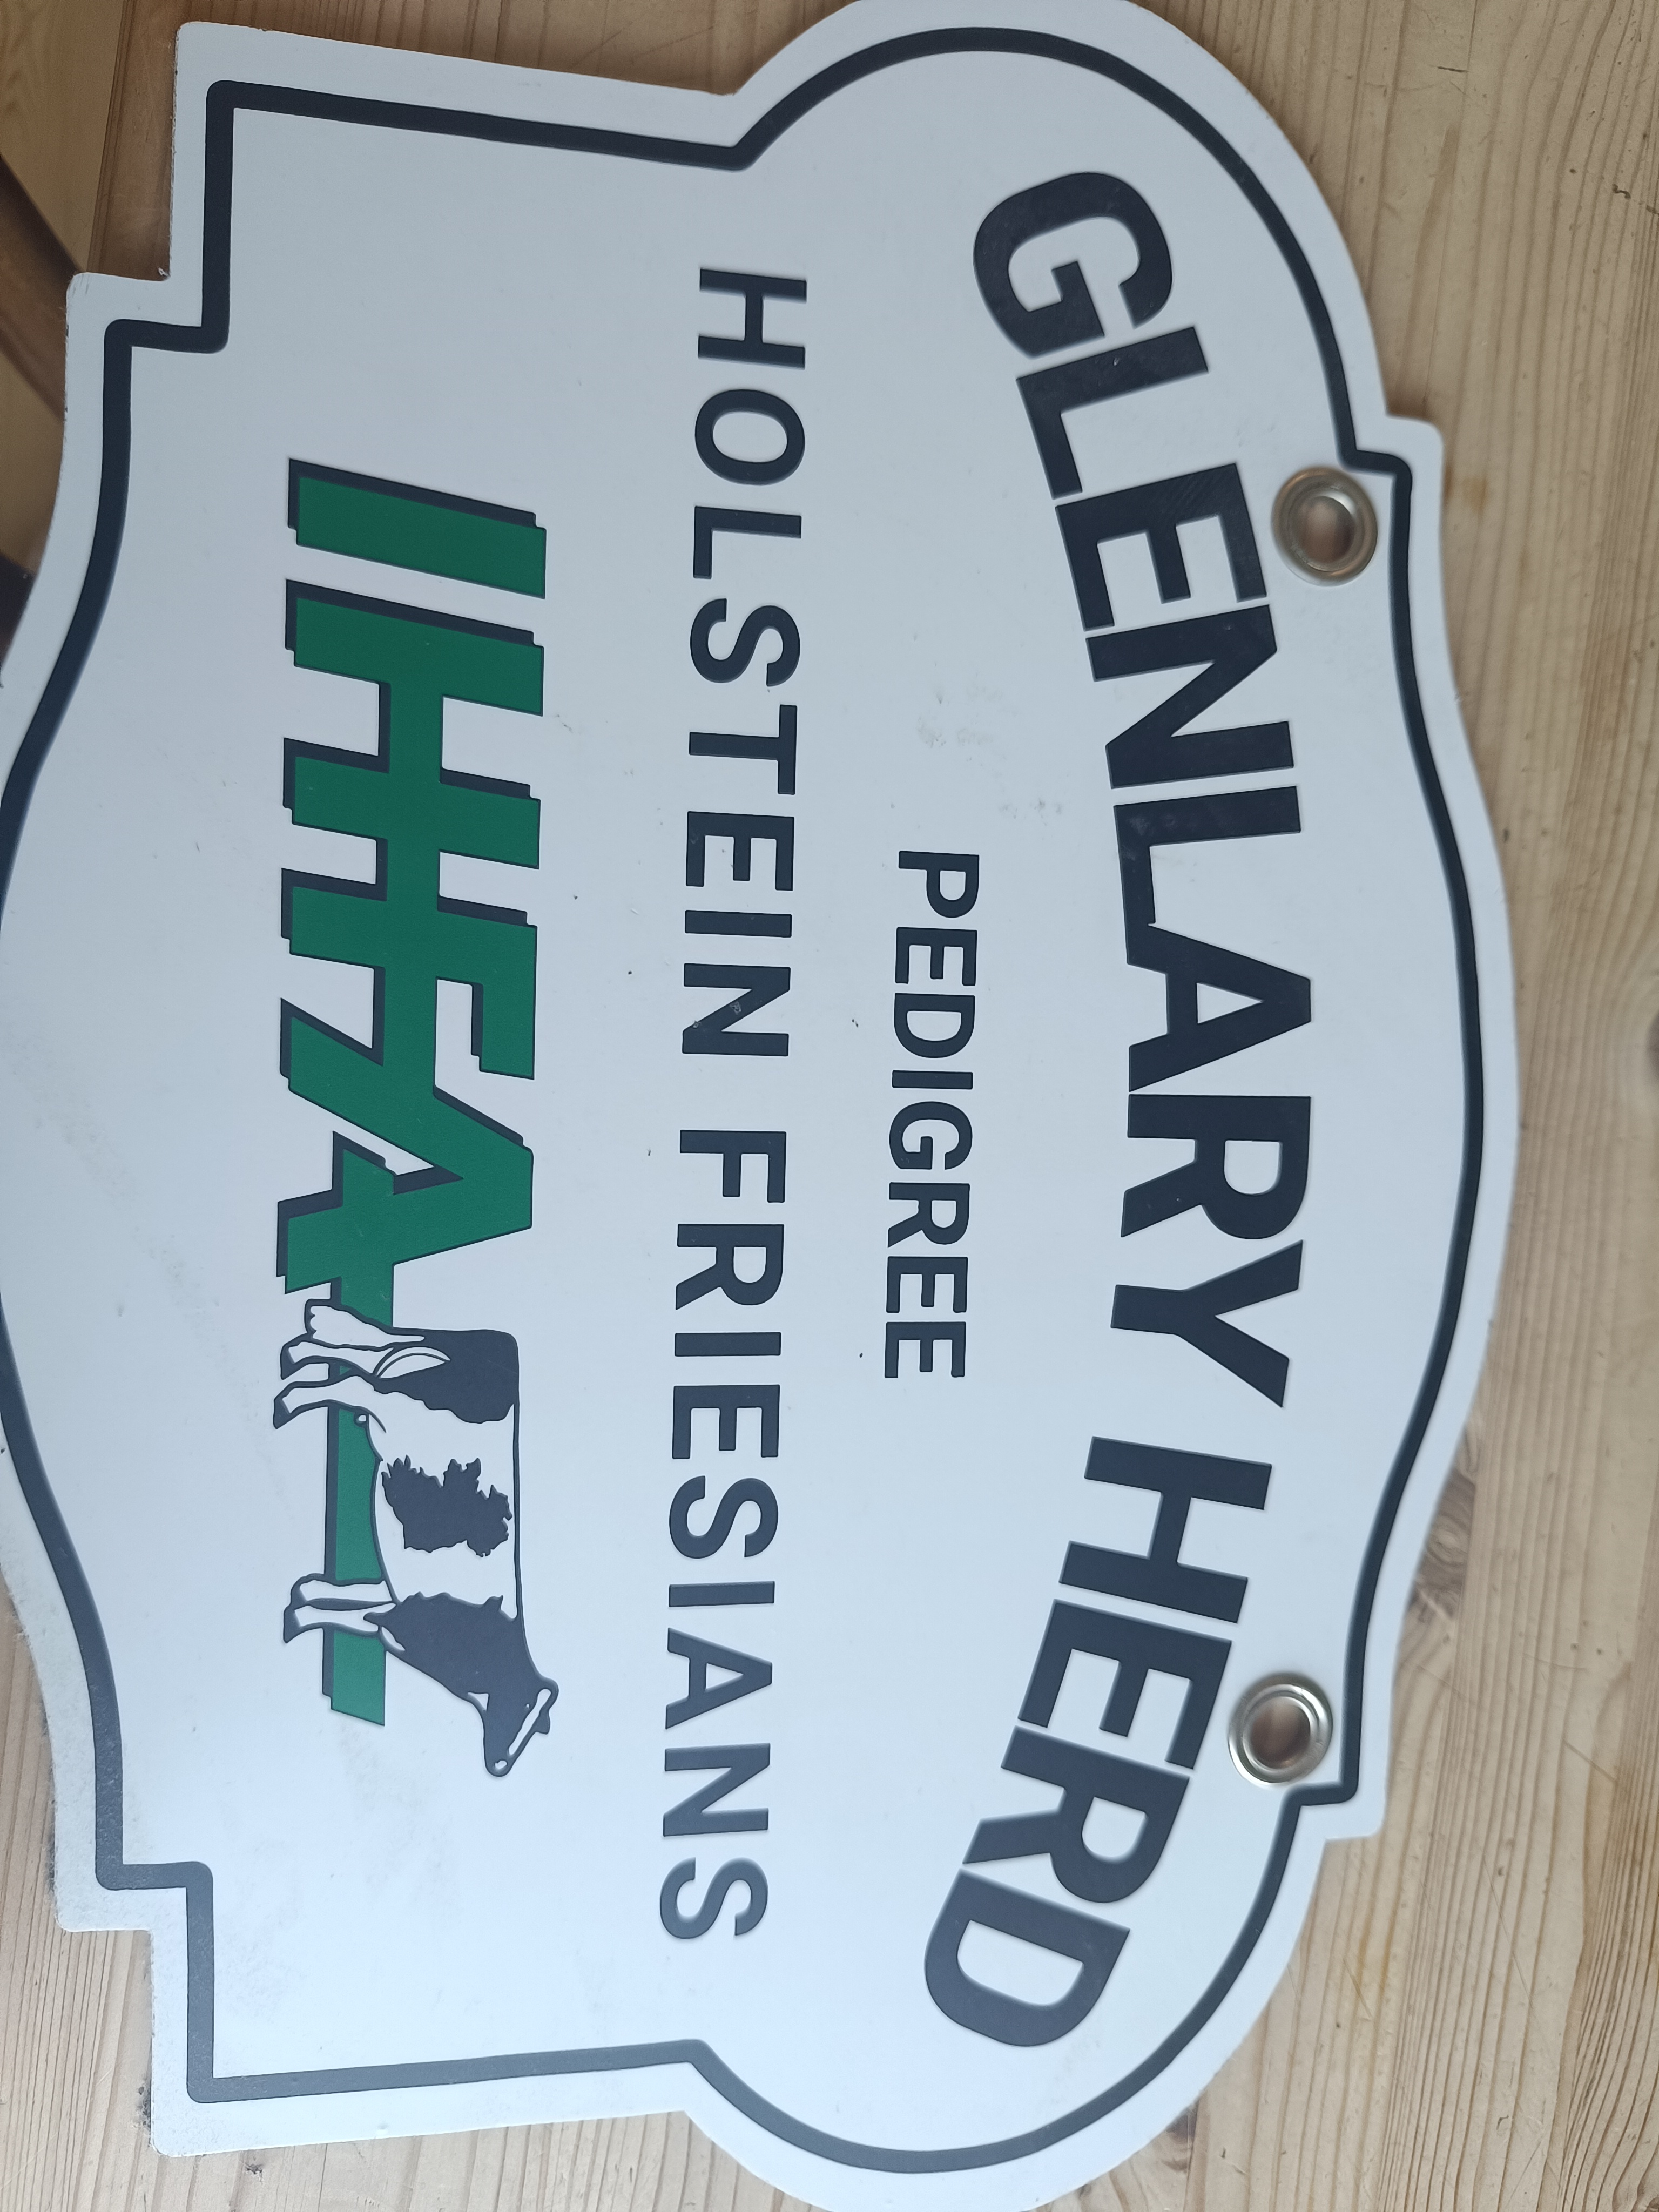 GLENLARY HERD
PEDIGREE
HOLSTEIN FRIESIANS
IHFA